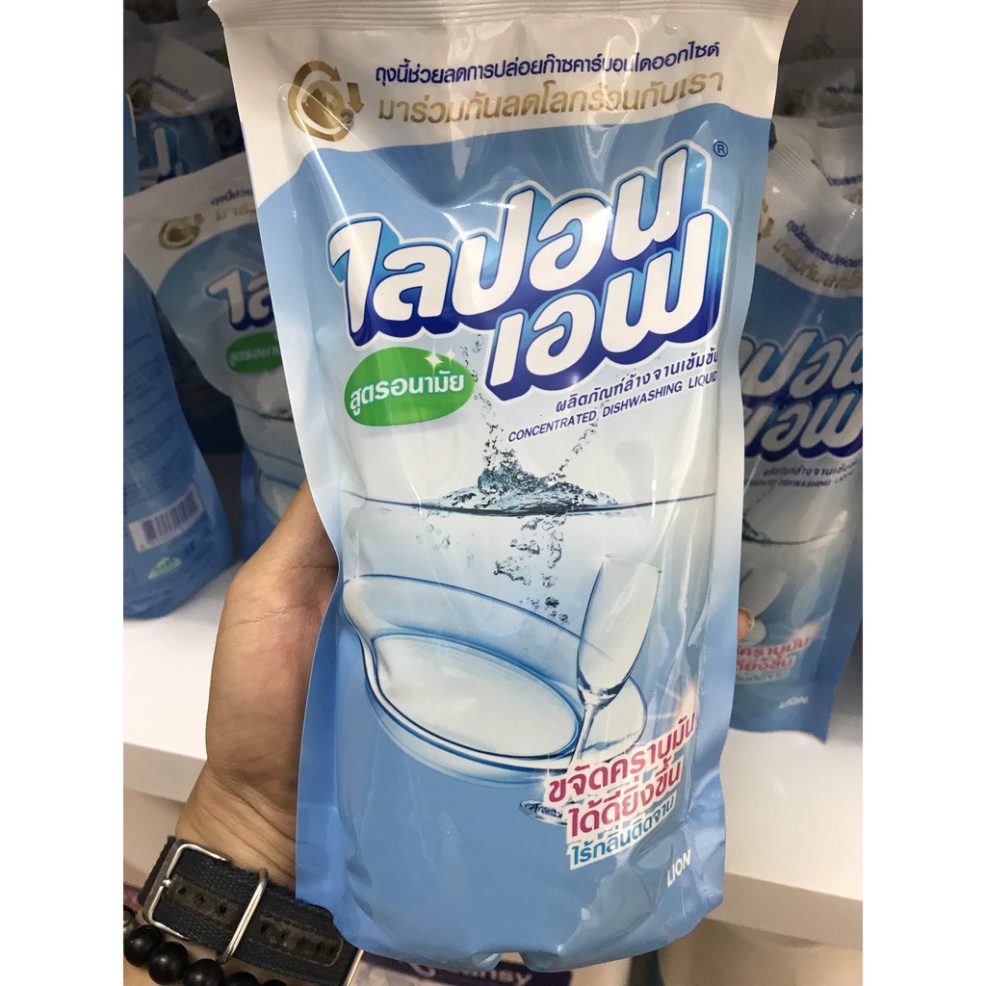 ถุงนี้ช่วยลดการปล่อยก๊าซคาร์บอนไดออกไซด์
มาร่วมกันลดโลกร้อนกับเรา
ไลปอน ®
เอฟ
สูตรอนามัย
ผลิตภัณฑ์ล้างจานเข้มข้น
CONCENTRATED DISHWASHING LIQUID
ขจัดคราบมัน
ได้ดียิ่งขึ้น
ไร้กลิ่นติดจาน
LION